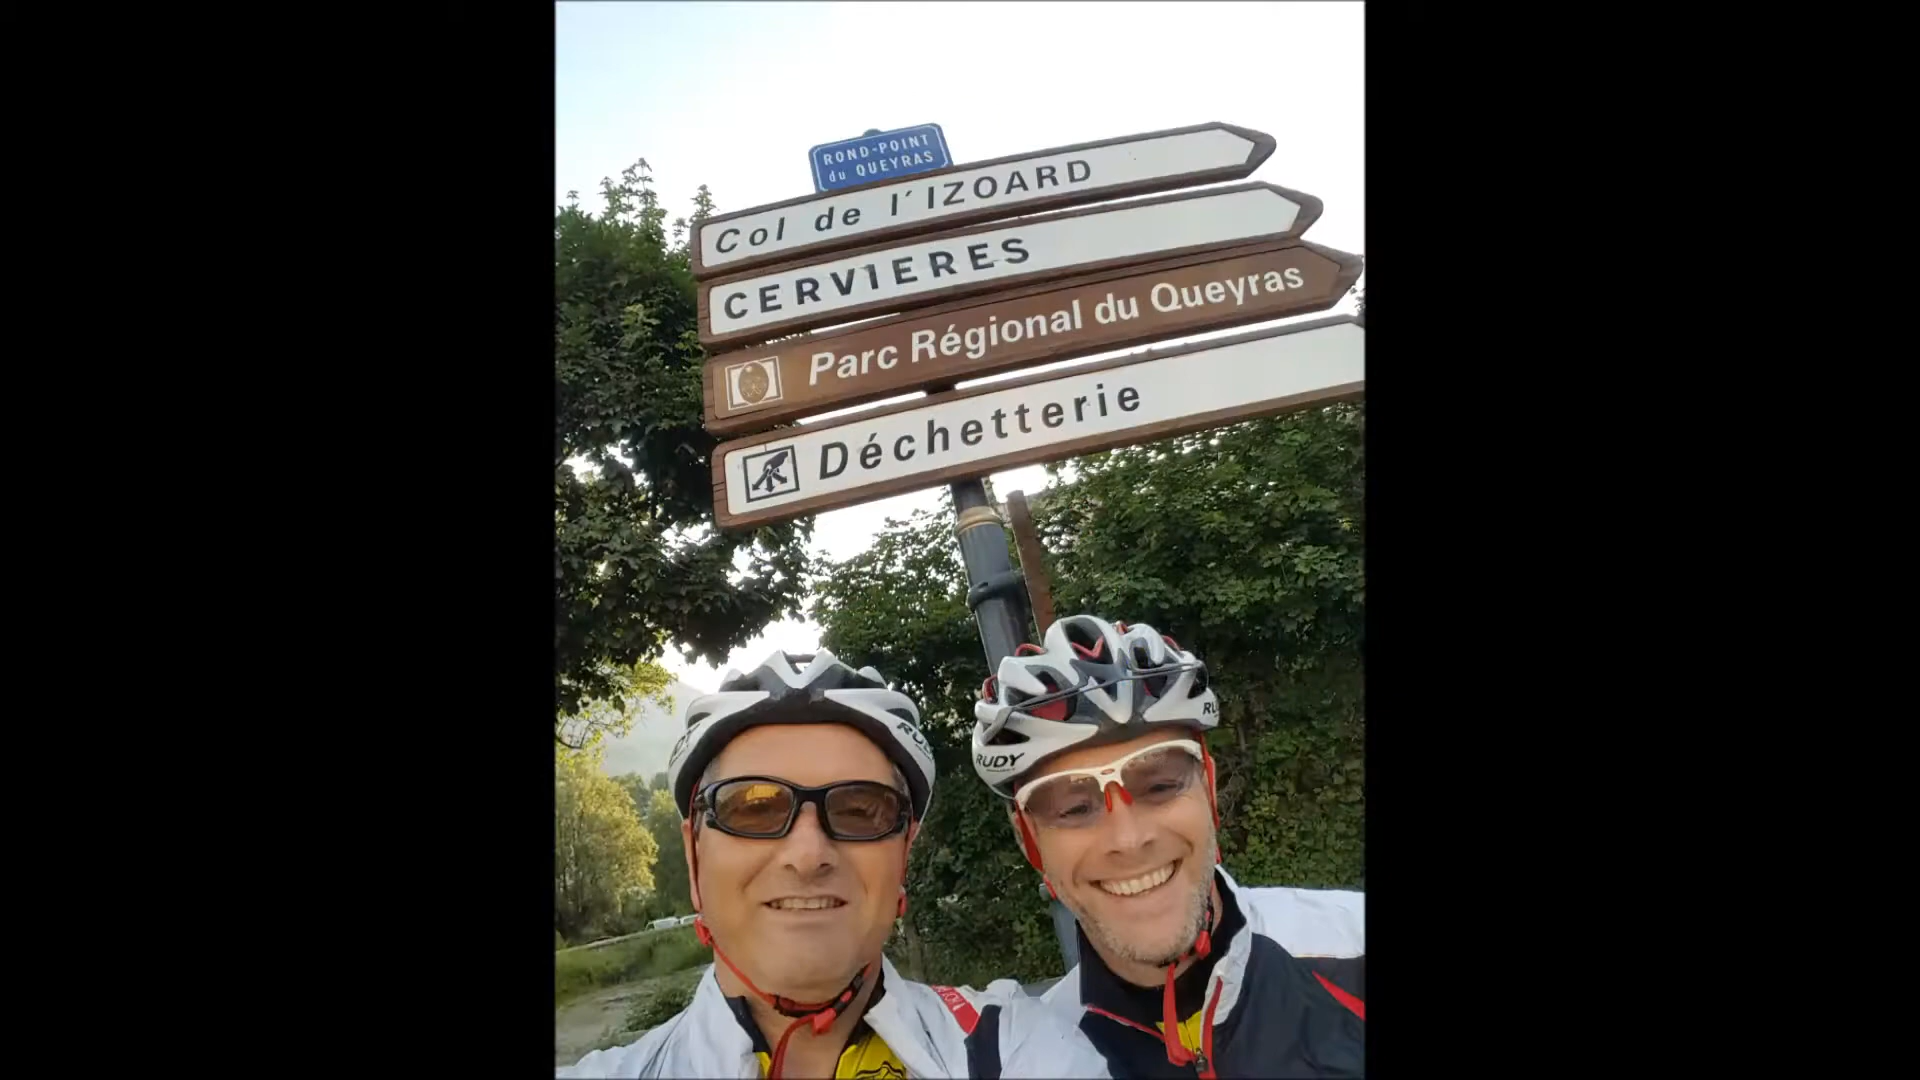 ROND-POINT
du QUEYRAS
Col de l'IZOARD
CERVIERES
Parc Régional du Queyras
Déchetterie
RUDY